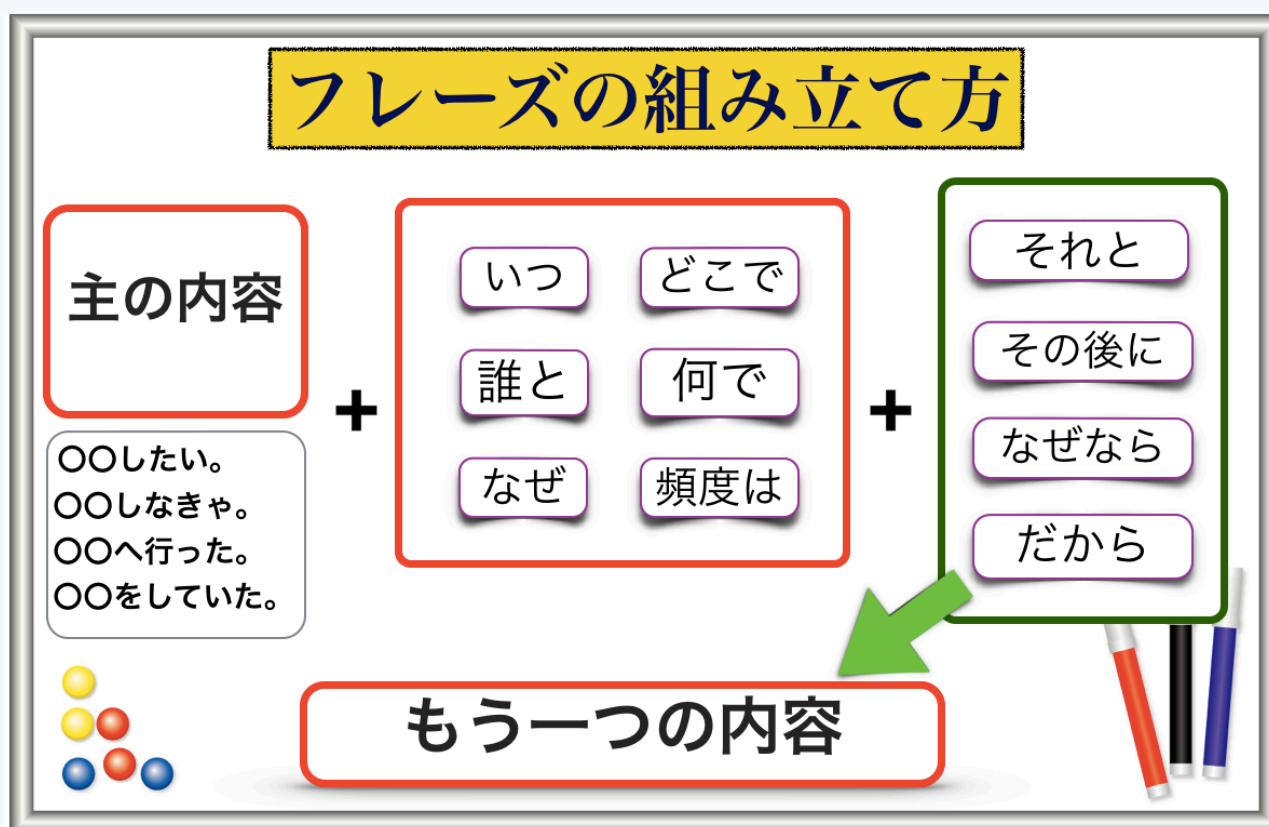 フレーズの組み立て方
主の内容
〇〇したい。
〇〇しなきゃ。
〇〇へ行った。
〇〇をしていた。
+
いつ
どこで
誰と
何で
なぜ
頻度は
+
それと
その後に
なぜなら
だから
もう一つの内容